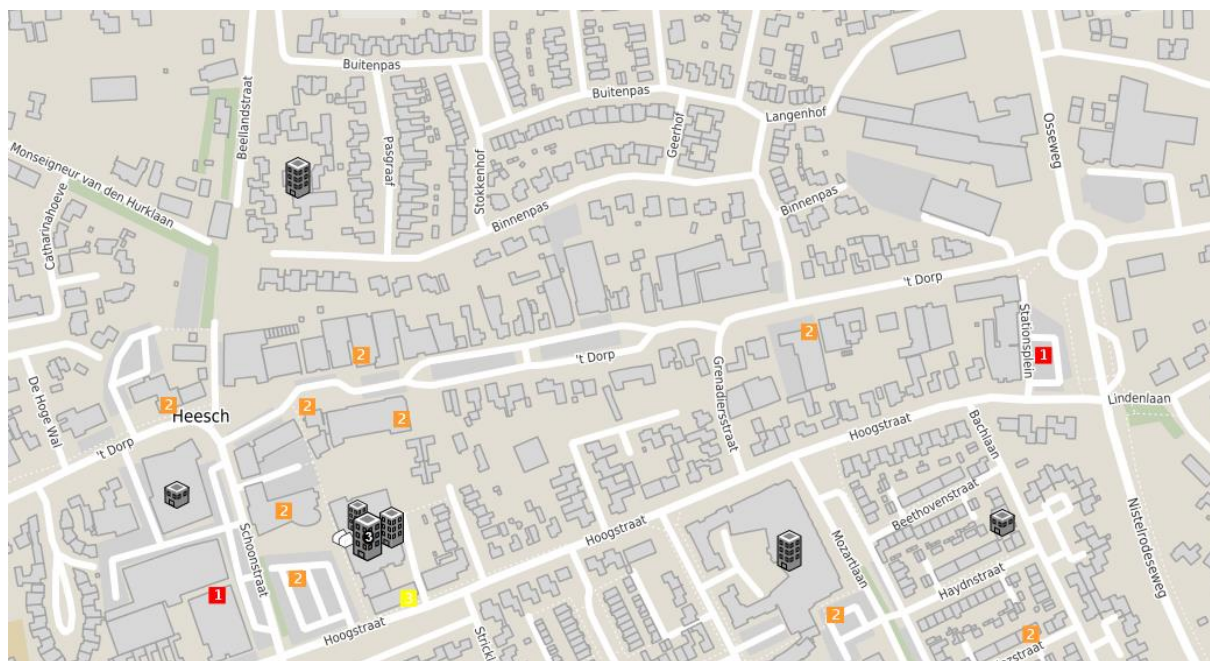 Buitenpas
Buitenpas
Beellandstraat
Pasgraaf
Stokkenhof
Geerhof
Langenhof
Osseweg
Monseigneur van den Hurklaan
Catharinahoeve
Binnenpas
Binnenpas
't Dorp
Stationsplein
2
1
2
't Dorp
Grenadiersstraat
De Hoge Wal
2
Heesch
2
2
Lindenlaan
Hoogstraat
Bachlaan
't Dorp
Beethovenstraat
2
Schoonstraat
3
Hoogstraat
Mozartlaan
Nistelrodeseweg
2
Haydnstraat
1
3
2
Hoogstraat
2